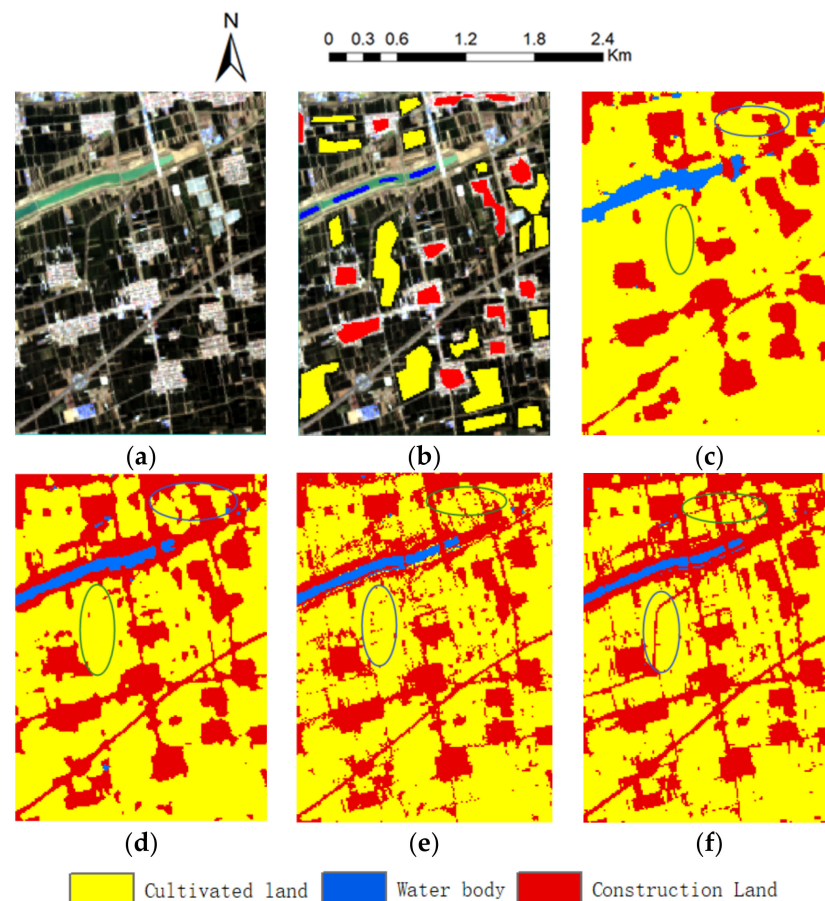 N
0 0.3 0.6 1.2 1.8 2.4
Km
(a) (b) (c)
(d) (e) (f)
Cultivated land Water body Construction Land